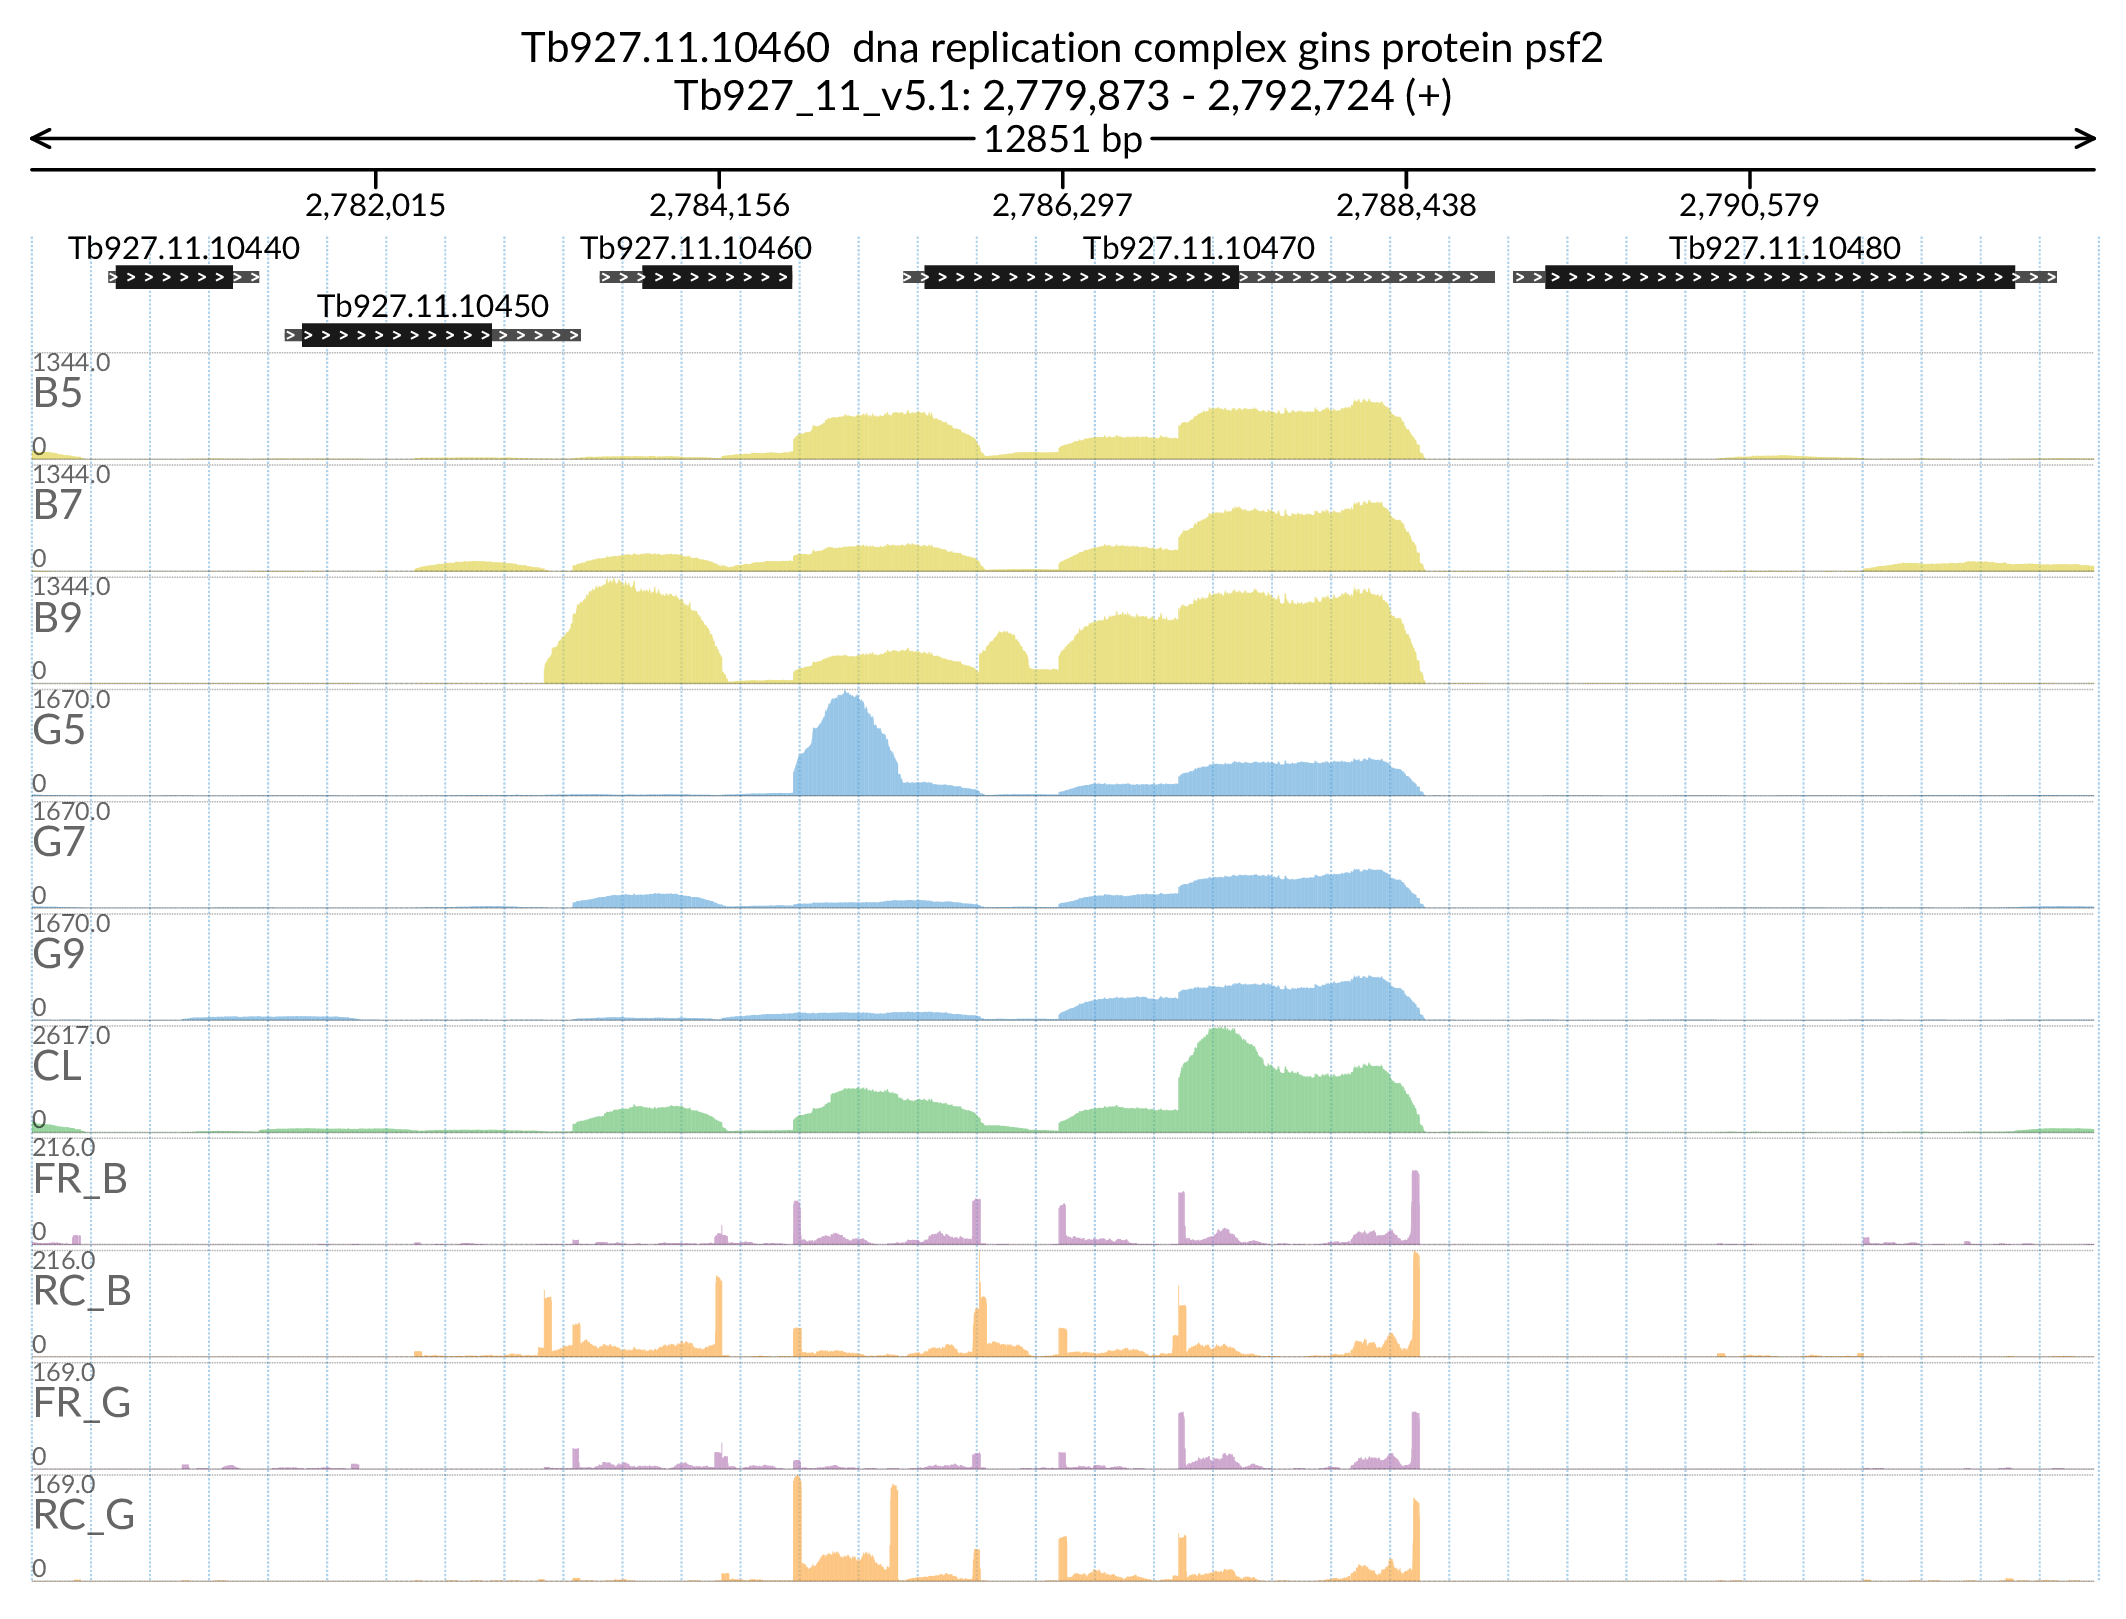 Tb927.11.10460  dna replication complex gins protein psf2
Tb927_11_v5.1: 2,779,873 - 2,792,724 (+)
12851 bp
2,782,015 2,784,156 2,786,297 2,788,438 2,790,579
Tb927.11.10440 Tb927.11.10460 Tb927.11.10470 Tb927.11.10480
Tb927.11.10450
1344.0
B5
0
1344.0
B7
0
1344.0
B9
0
1670.0
G5
0
1670.0
G7
0
1670.0
G9
0
2617.0
CL
0
216.0
FR_B
0
216.0
RC_B
0
169.0
FR_G
0
169.0
RC_G
0